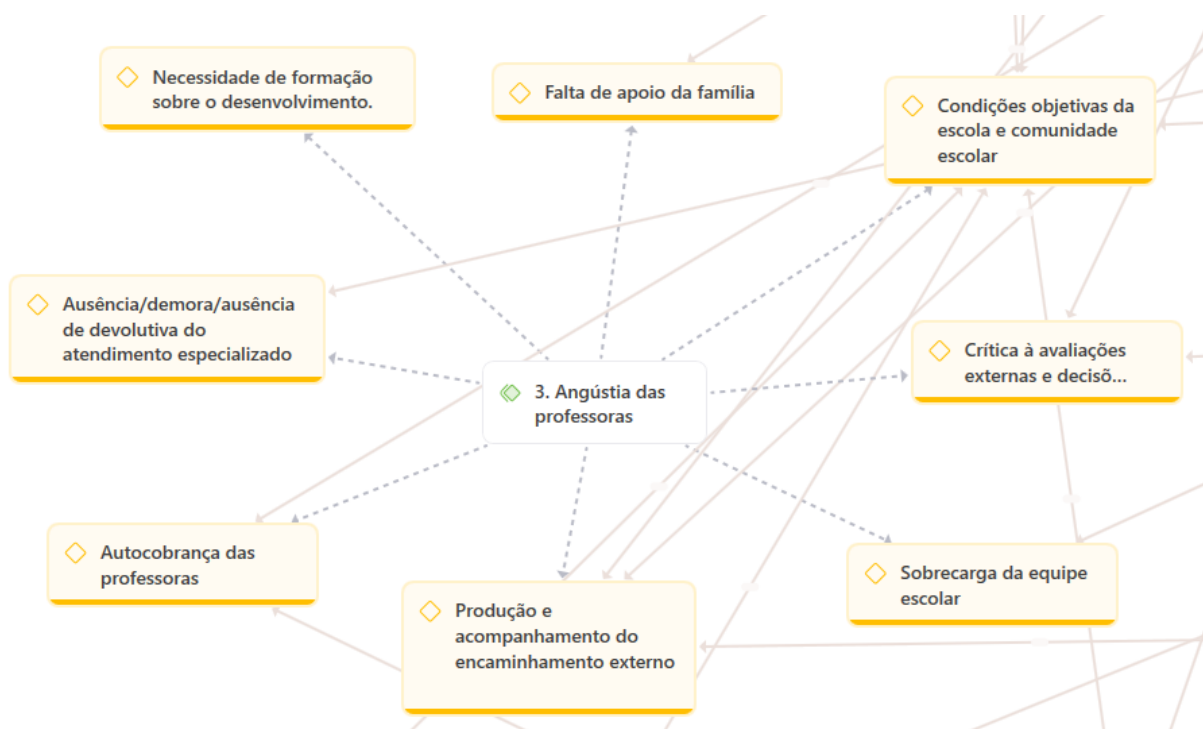 Necessidade de formação
sobre o desenvolvimento.
Falta de apoio da família
Condições objetivas da
escola e comunidade
escolar
Ausência/demora/ausência
de devolutiva do
atendimento especializado
3. Angústia das
professoras
Crítica à avaliações
externas e decisõ...
Autocobrança das
professoras
Produção e
acompanhamento do
encaminhamento externo
Sobrecarga da equipe
escolar